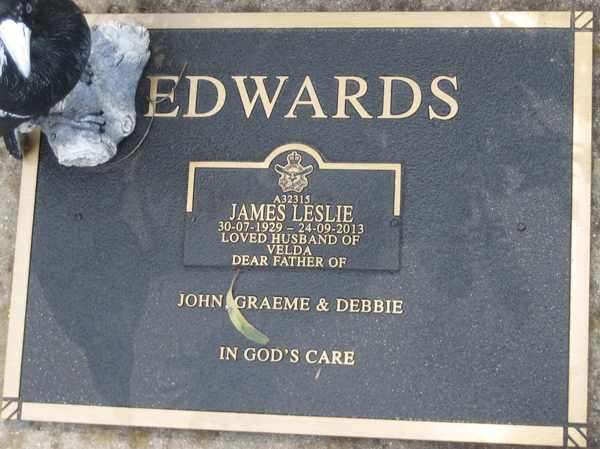 EDWARDS
A32315
JAMES LESLIE
30-07-1929 – 24-09-2013
LOVED HUSBAND OF
VELDA
DEAR FATHER OF
JOHN, GRAEME & DEBBIE
IN GOD'S CARE